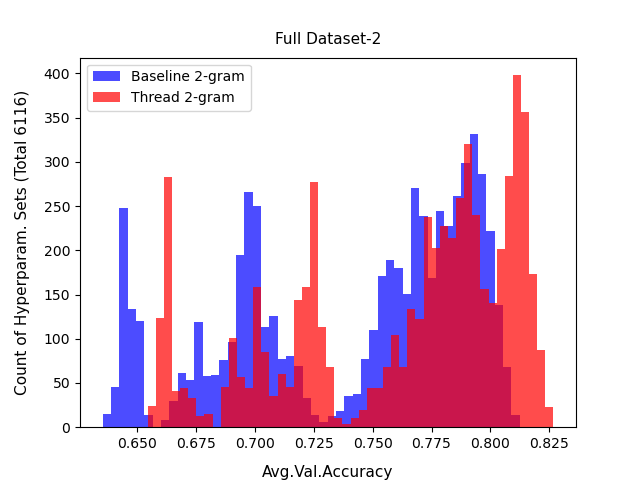 Full Dataset-2
Baseline 2-gram
Thread 2-gram
Count of Hyperparam. Sets (Total 6116)
400
350
300
250
200
150
100
50
0
0.650 0.675 0.700 0.725 0.750 0.775 0.800 0.825
Avg.Val.Accuracy